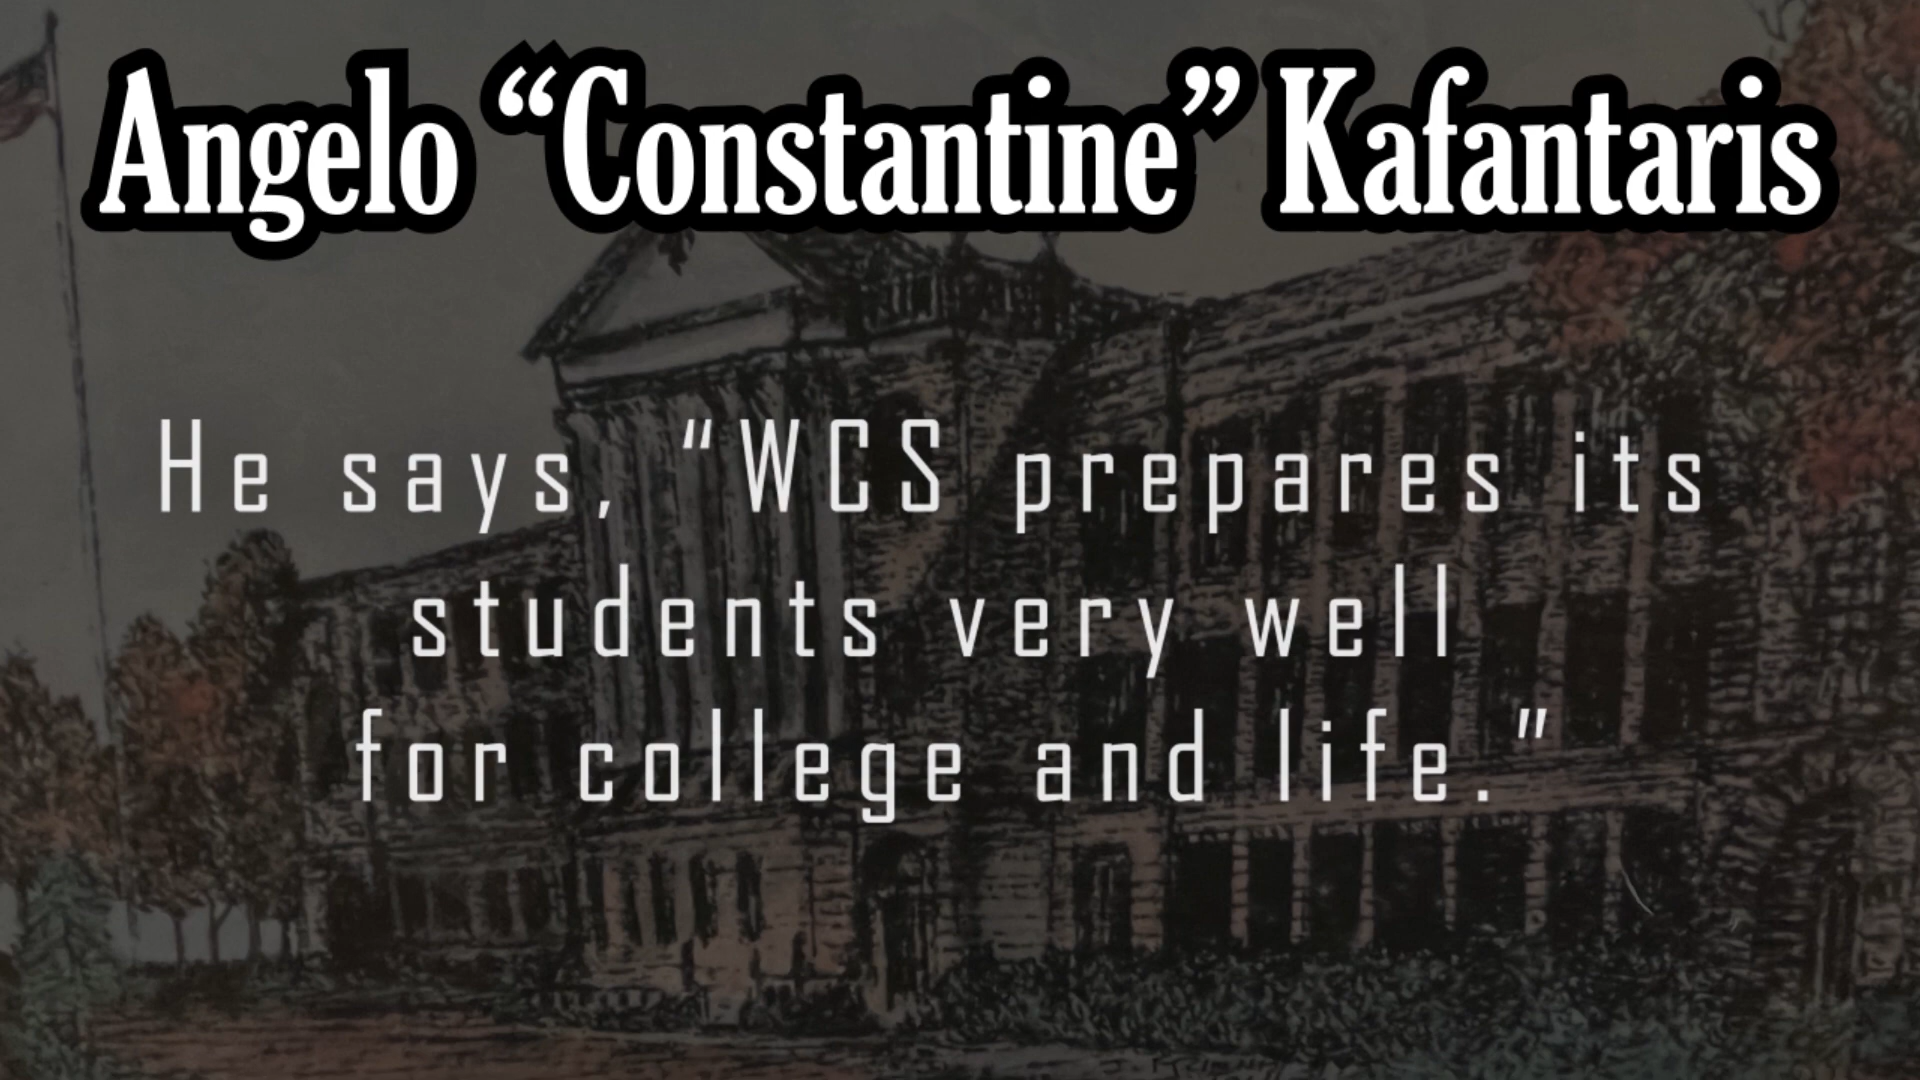 Angelo “Constantine” Kafantaris
He says, “WCS prepares its
students very well
for college and life.”